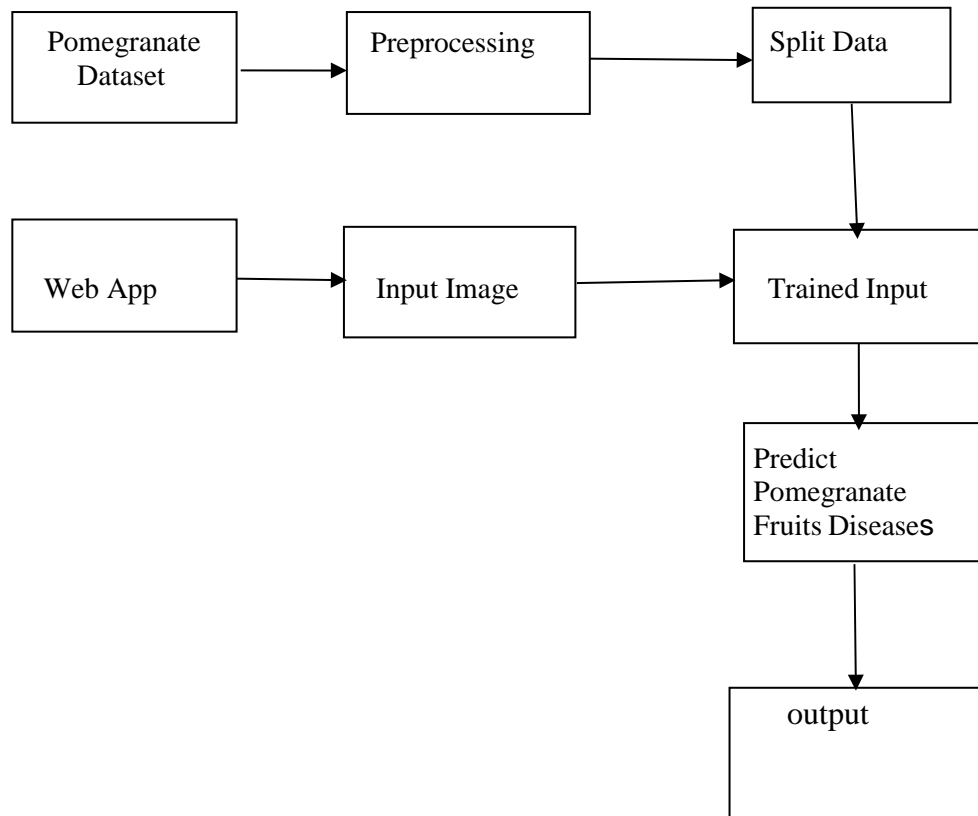 Pomegranate
Dataset
Preprocessing
Split Data
Web App
Input Image
Trained Input
Predict
Pomegranate
Fruits Diseases
output